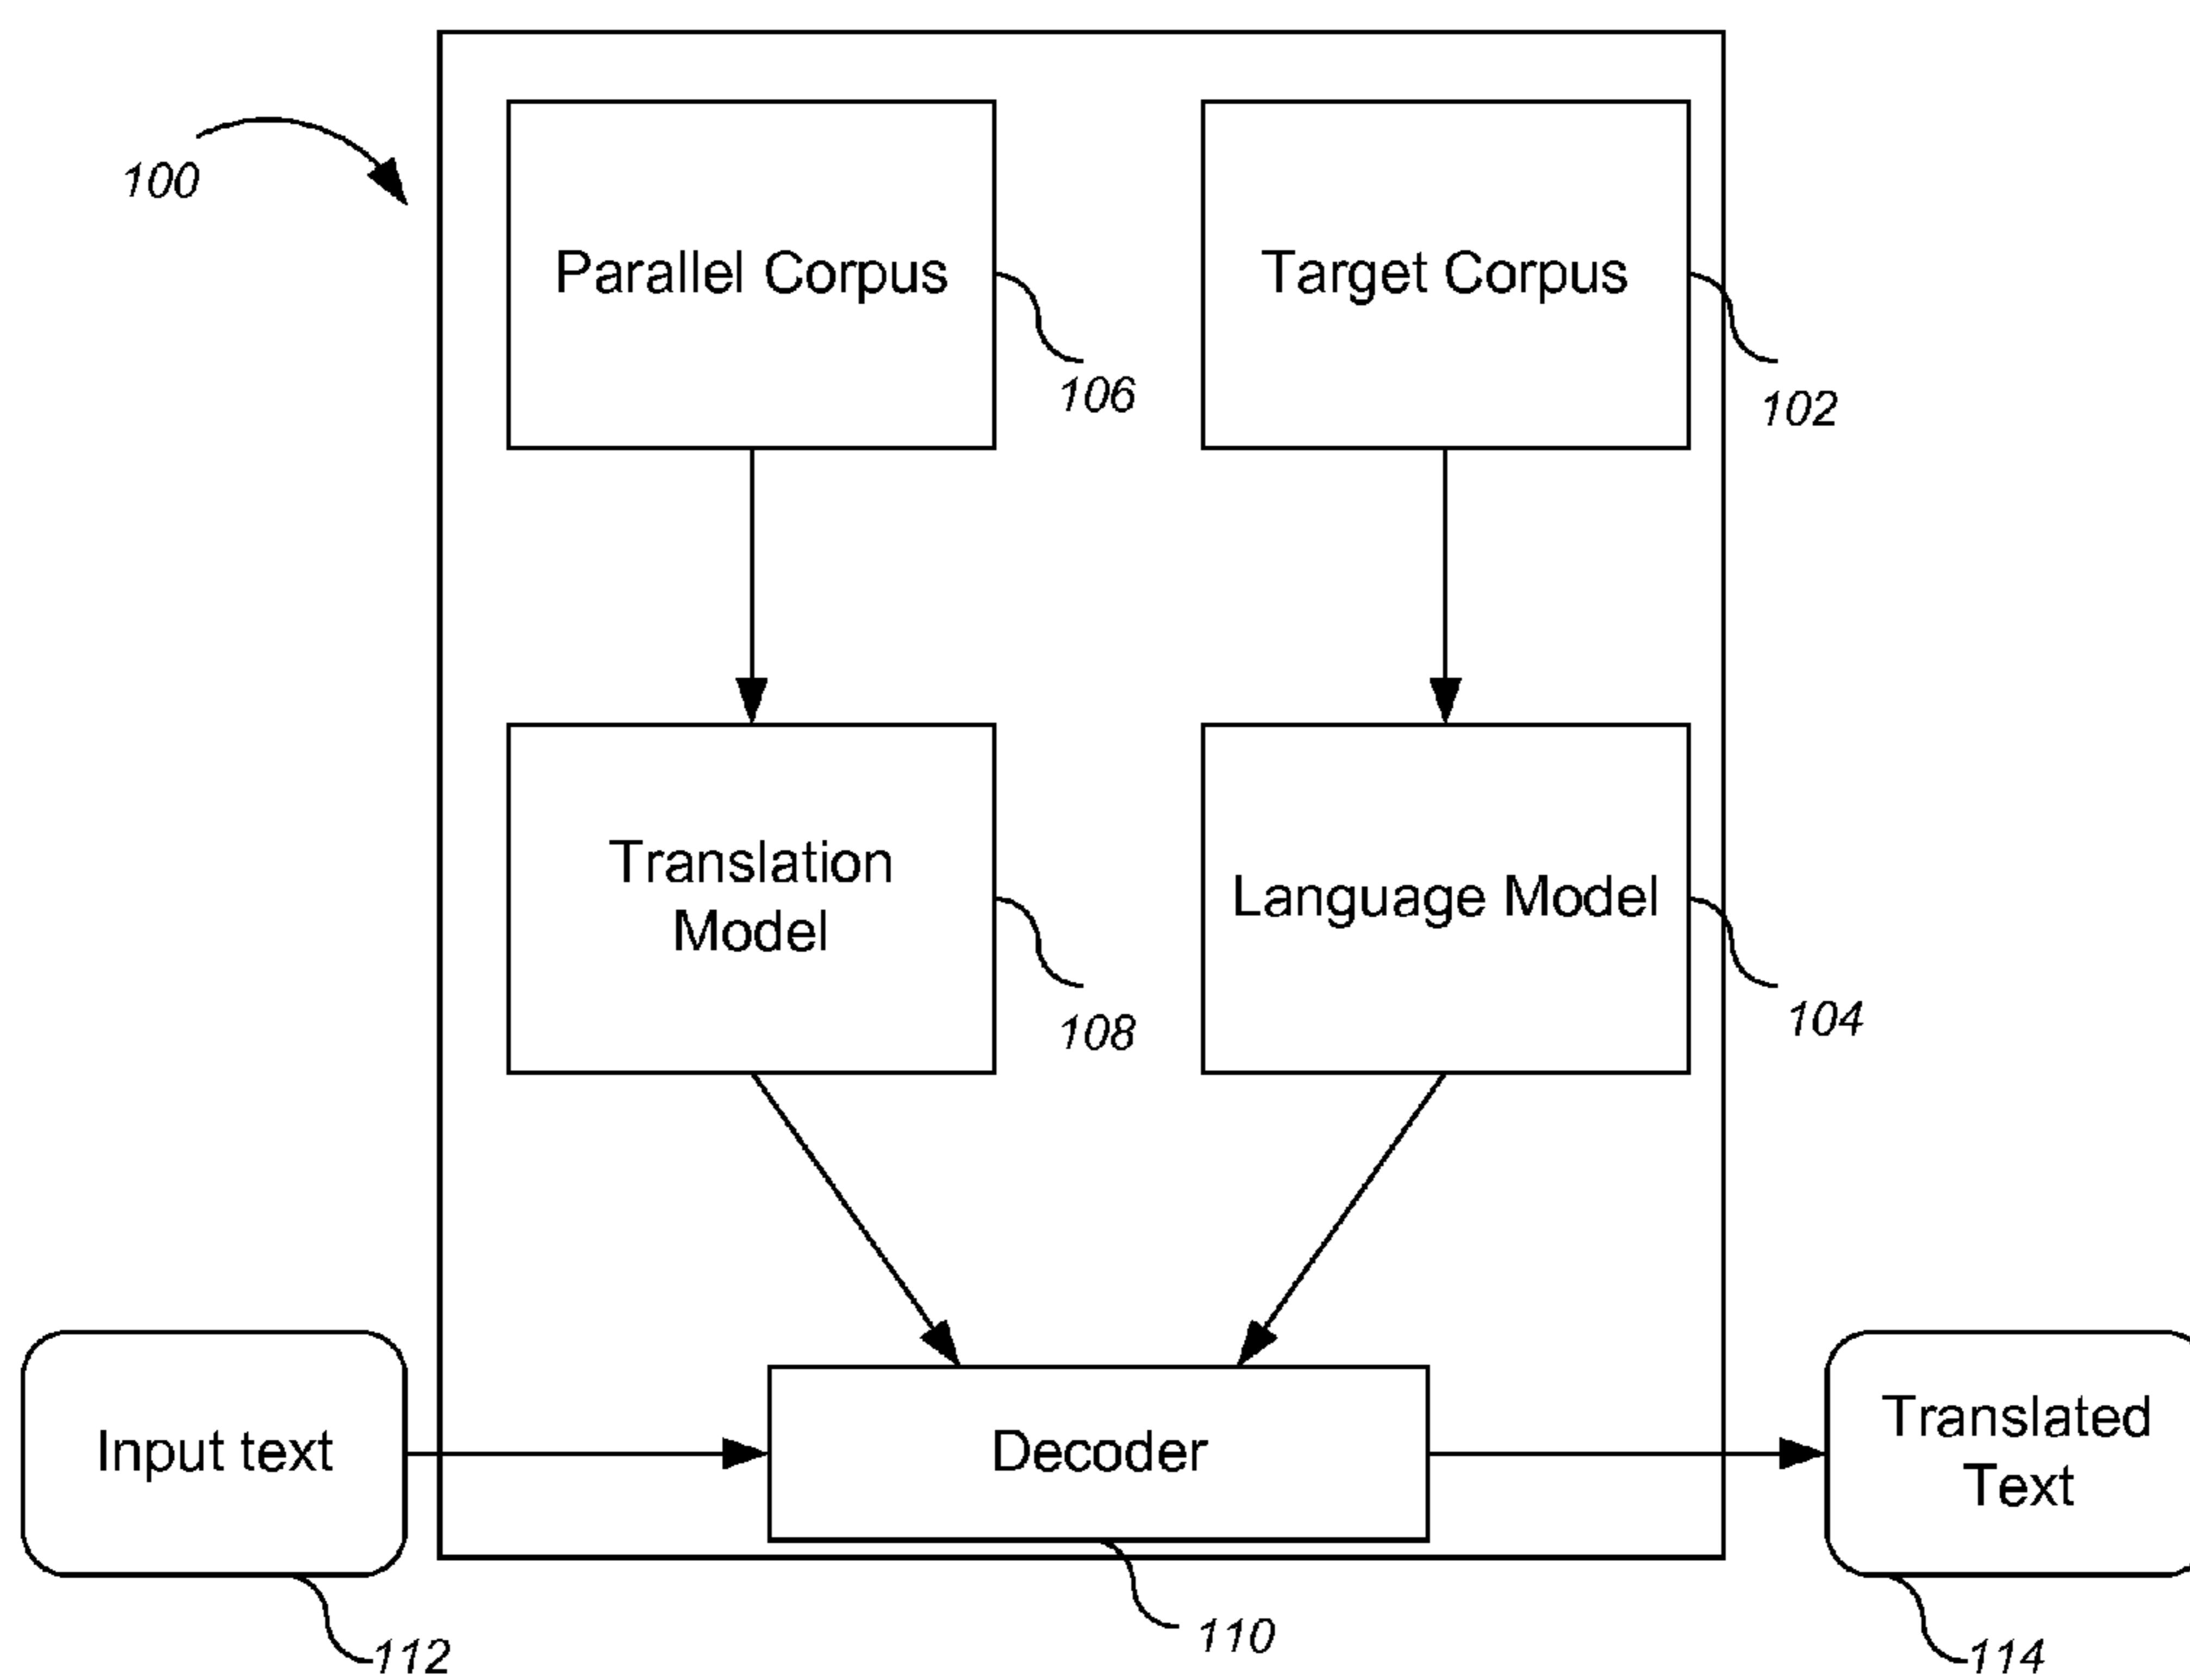 100
Parallel Corpus
Target Corpus
106
102
Translation
Model
Language Model
108
104
Input text
Decoder
Translated
Text
112
110
114